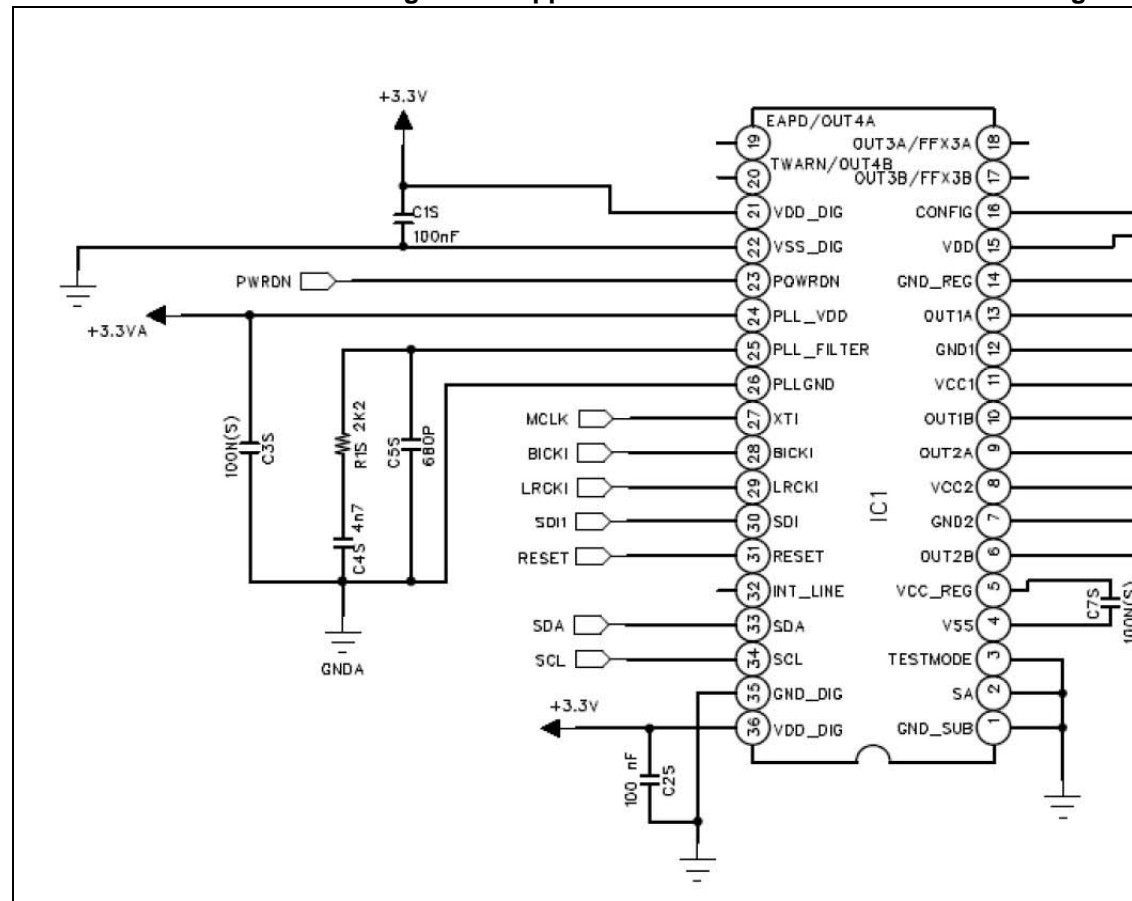 +3.3V
C1S
100nF
PWRDN
+3.3VA
100N(S)
C3S
R1S 2K2
C4S 4n7
C5S
680P
GNDA
MCLK
BICKI
LRCKI
SDI1
RESET
SDA
SCL
+3.3V
100 nF
C2S
19 EAPD/OUT4A
20 TWARN/OUT4B
21 VDD_DIG
22 VSS_DIG
23 POWRDN
24 PLL_VDD
25 PLL_FILTER
26 PLLGND
27 XTI
28 BICKI
29 LRCKI
30 SDI
31 RESET
32 INT_LINE
33 SDA
34 SCL
35 GND_DIG
36 VDD_DIG
IC1
OUT3A/FFX3A 18
OUT3B/FFX3B 17
CONFIG 16
VDD 15
GND_REG 14
OUT1A 13
GND1 12
VCC1 11
OUT1B 10
OUT2A 9
VCC2 8
GND2 7
OUT2B 6
VCC_REG 5
VSS 4
TESTMODE 3
SA 2
GND_SUB 1
C7S
100N(S)